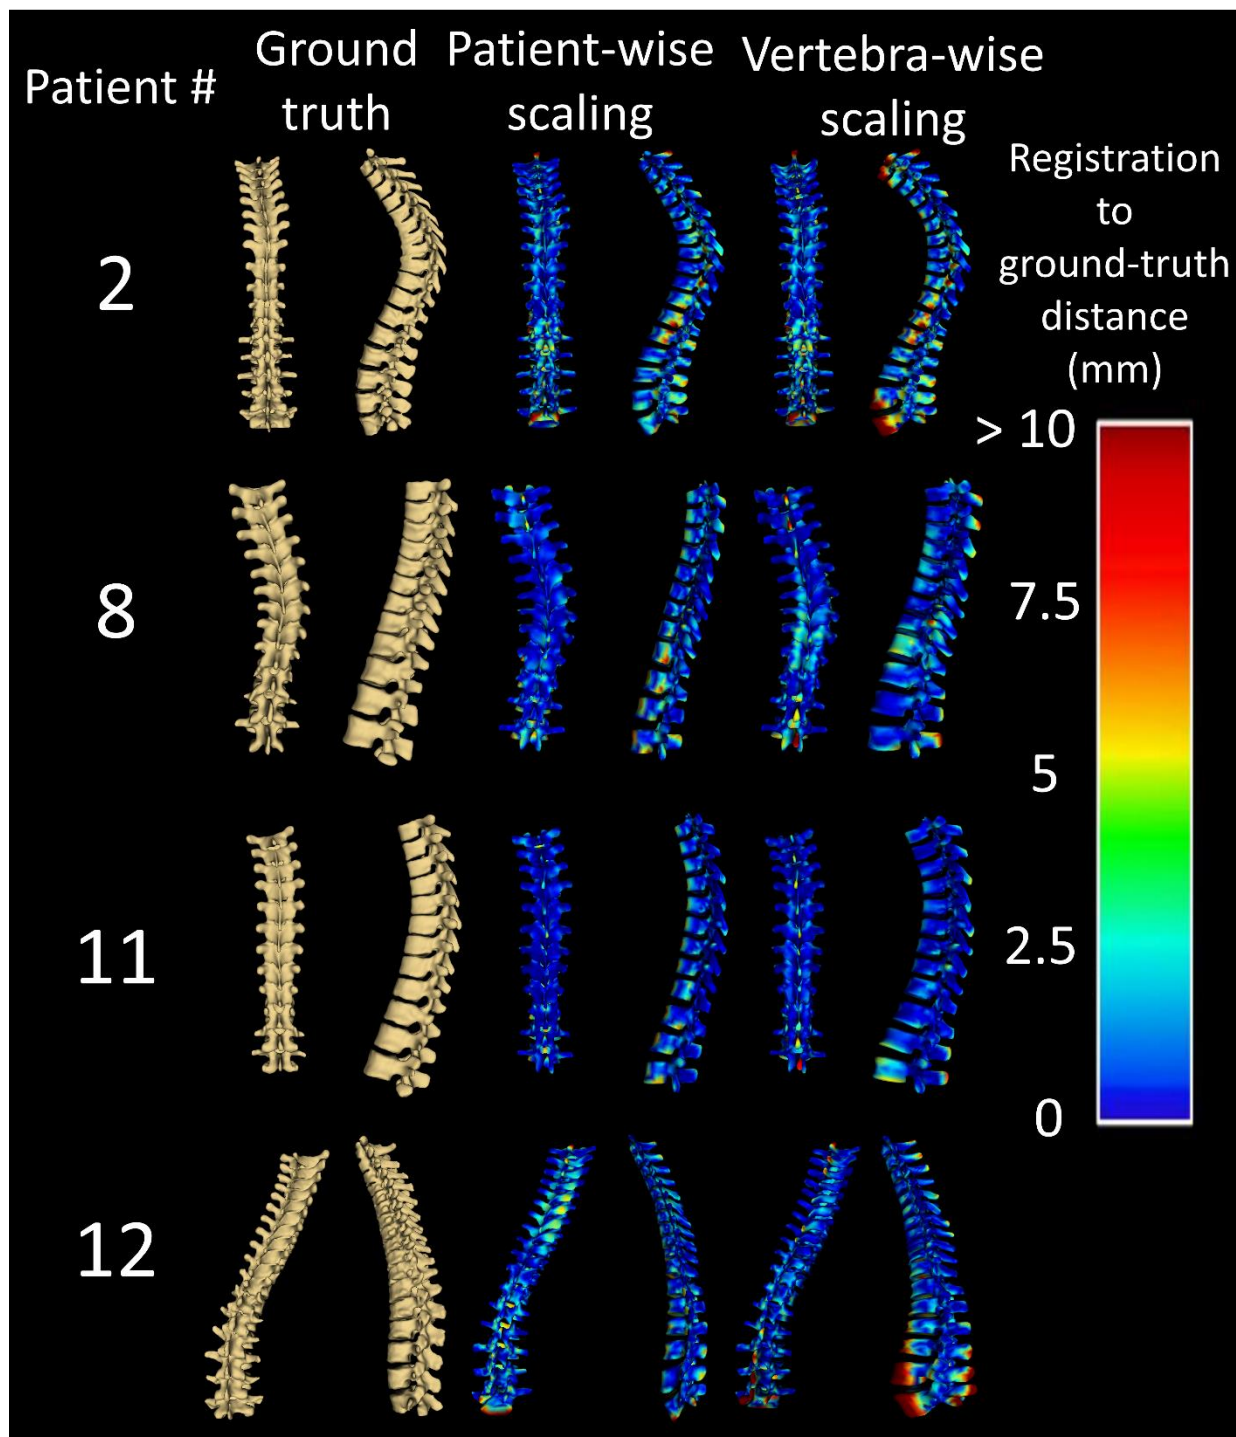 Patient #
Ground
truth
Patient-wise
scaling
Vertebra-wise
scaling
Registration
to
ground-truth
distance
(mm)
> 10
7.5
5
2.5
0
2
8
11
12